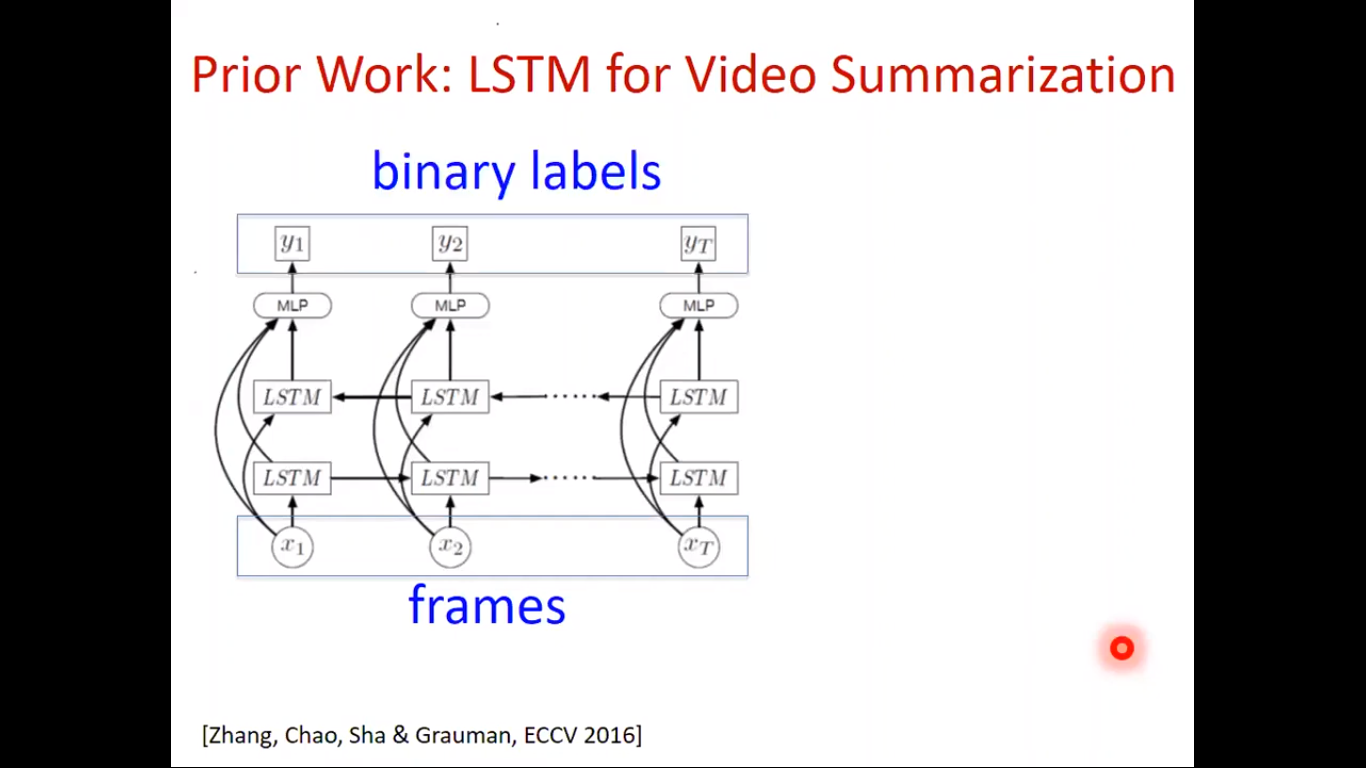 Prior Work: LSTM for Video Summarization
binary labels
y1 y2 yT
MLP MLP MLP
LSTM LSTM ...... LSTM
LSTM LSTM ...... LSTM
x1 x2 xT
frames
[Zhang, Chao, Sha & Grauman, ECCV 2016]